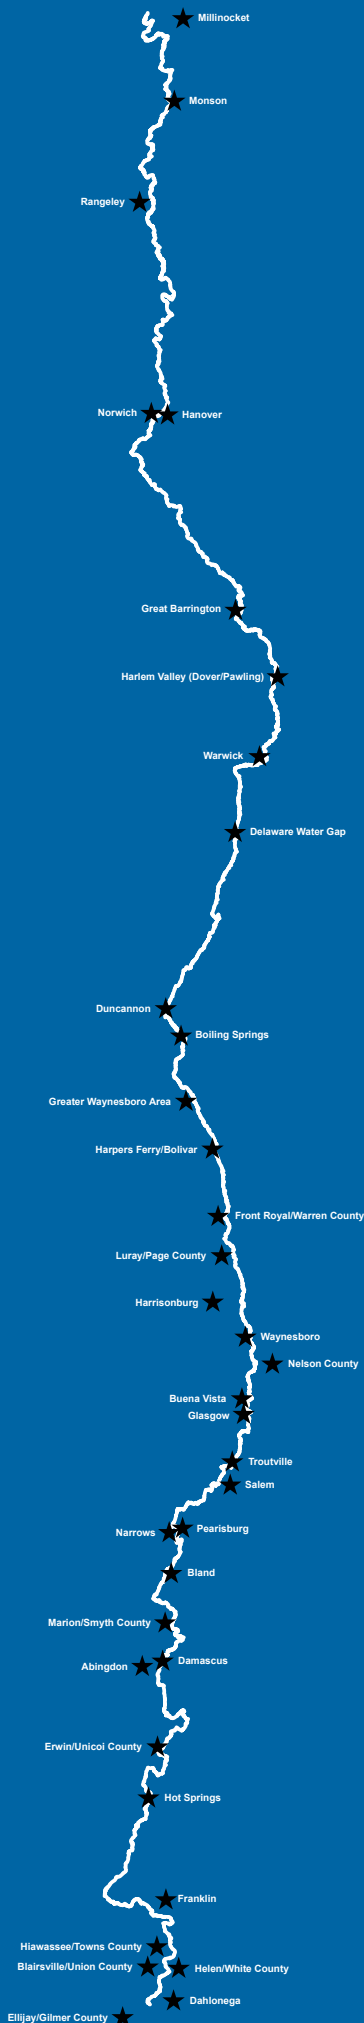 Millinocket
Monson
Rangeley
Norwich
Hanover
Great Barrington
Harlem Valley (Dover/Pawling)
Warwick
Delaware Water Gap
Duncannon
Boiling Springs
Greater Waynesboro Area
Harpers Ferry/Bolivar
Front Royal/Warren County
Luray/Page County
Harrisonburg
Waynesboro
Nelson County
Buena Vista
Glasgow
Troutville
Salem
Narrows
Pearisburg
Bland
Marion/Smyth County
Damascus
Abingdon
Erwin/Unicoi County
Hot Springs
Franklin
Hiawassee/Towns County
Blairsville/Union County
Helen/White County
Dahlonega
Ellijay/Gilmer County